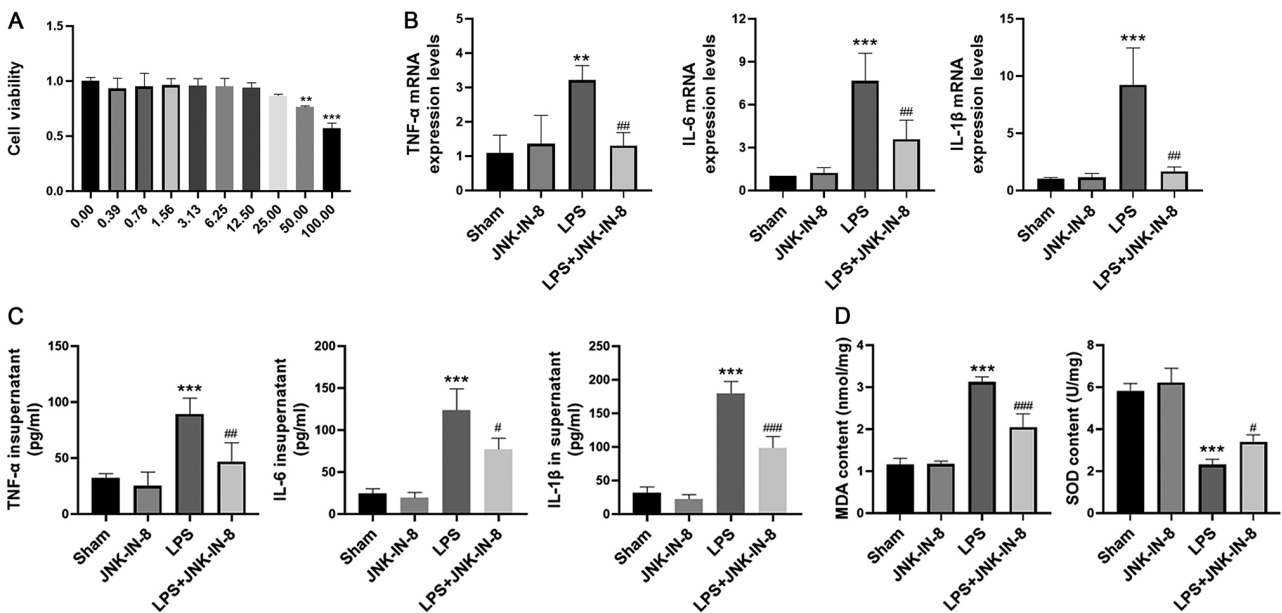 A
Cell viability
1.5
1.0
0.5
0.0
**
***
0.00
0.39
0.78
1.56
3.13
6.25
12.50
25.00
50.00
100.00
B
TNF-α mRNA
expression levels
5
4
3
2
1
0
**
##
Sham
JNK-IN-8
LPS
LPS+JNK-IN-8
IL-6 mRNA
expression levels
12
9
6
3
0
***
##
Sham
JNK-IN-8
LPS
LPS+JNK-IN-8
IL-1β mRNA
expression levels
15
10
5
0
***
##
Sham
JNK-IN-8
LPS
LPS+JNK-IN-8
C
TNF-α insupernatant
(pg/ml)
150
100
50
0
***
##
Sham
JNK-IN-8
LPS
LPS+JNK-IN-8
IL-6 insupernatant
(pg/ml)
200
150
100
50
0
***
#
Sham
JNK-IN-8
LPS
LPS+JNK-IN-8
IL-1β in supernatant
(pg/ml)
250
200
150
100
50
0
***
###
Sham
JNK-IN-8
LPS
LPS+JNK-IN-8
D
MDA content (nmol/mg)
4
3
2
1
0
***
###
Sham
JNK-IN-8
LPS
LPS+JNK-IN-8
SOD content (U/mg)
8
6
4
2
0
***
#
Sham
JNK-IN-8
LPS
LPS+JNK-IN-8